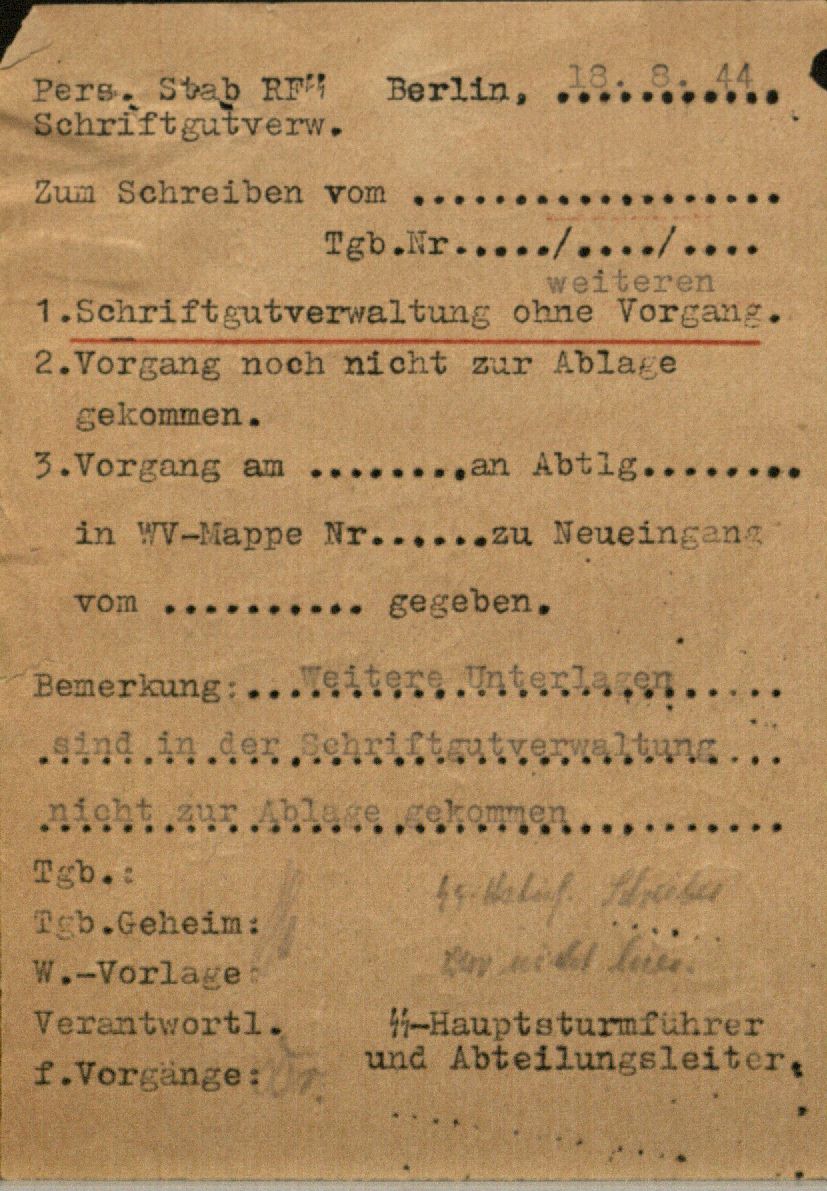 Pers. Stab RFᛋᛋ Berlin, 18. 8. 44
Schriftgutverw.
Zum Schreiben vom ..................
Tgb.Nr...../..../....
weiteren
1.Schriftgutverwaltung ohne Vorgang.
2.Vorgang noch nicht zur Ablage
gekommen.
3.Vorgang am ........an Abtlg........
in WV-Mappe Nr......zu Neueingang
vom .......... gegeben.
Bemerkung: Weitere Unterlagen
sind in der Schriftgutverwaltung
nicht zur Ablage gekommen
Tgb.:
Tgb.Geheim:
W.-Vorlage:
nicht hier.
Verantwortl. ᛋᛋ-Hauptsturmführer
und Abteilungsleiter.
f.Vorgänge: